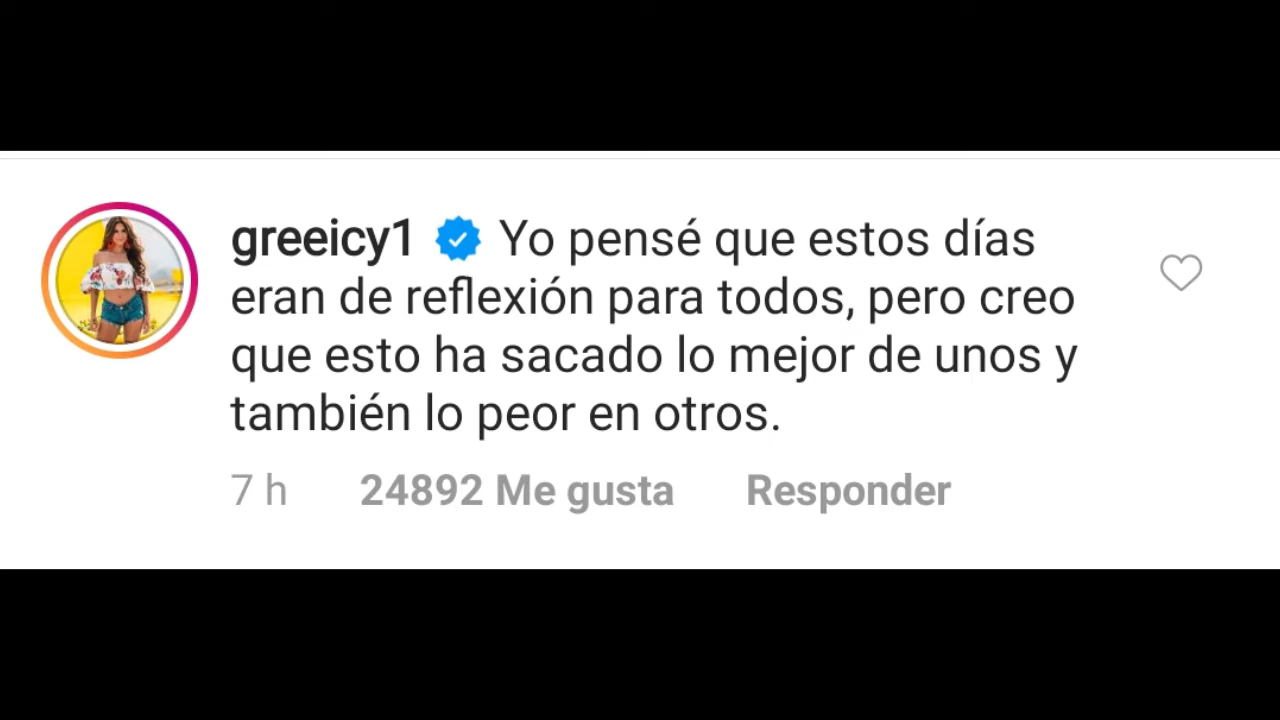 greeicy1 Yo pensé que estos días
eran de reflexión para todos, pero creo
que esto ha sacado lo mejor de unos y
también lo peor en otros.
7 h 24892 Me gusta Responder